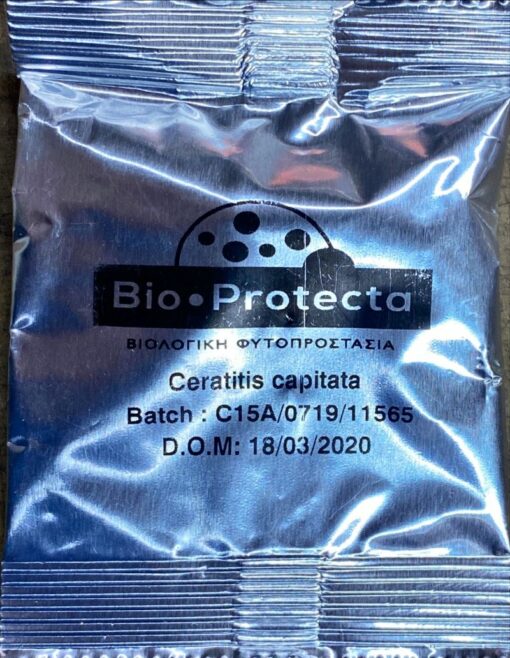 Bio•Protecta
ΒΙΟΛΟΓΙΚΗ ΦΥΤΟΠΡΟΣΤΑΣΙΑ
Ceratitis capitata
Batch : C15A/0719/11565
D.O.M: 18/03/2020